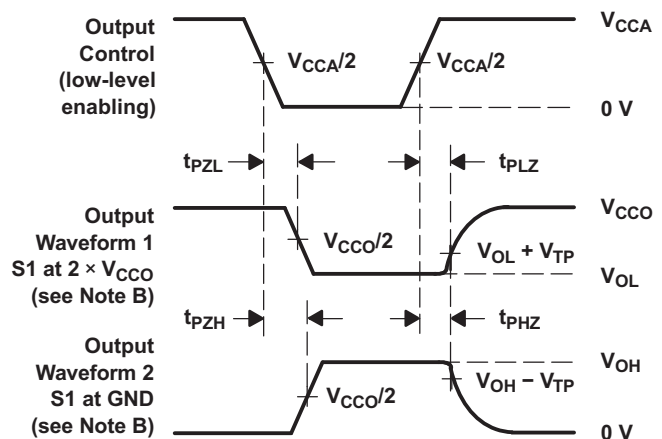 Output
Control
(low-level
enabling)
VCCA
VCCA/2
VCCA/2
0 V
tPZL
tPLZ
Output
Waveform 1
S1 at 2 × VCCO
(see Note B)
VCCO
VCCO/2
VOL + VTP
VOL
tPZH
tPHZ
Output
Waveform 2
S1 at GND
(see Note B)
VOH
VCCO/2
VOH − VTP
0 V